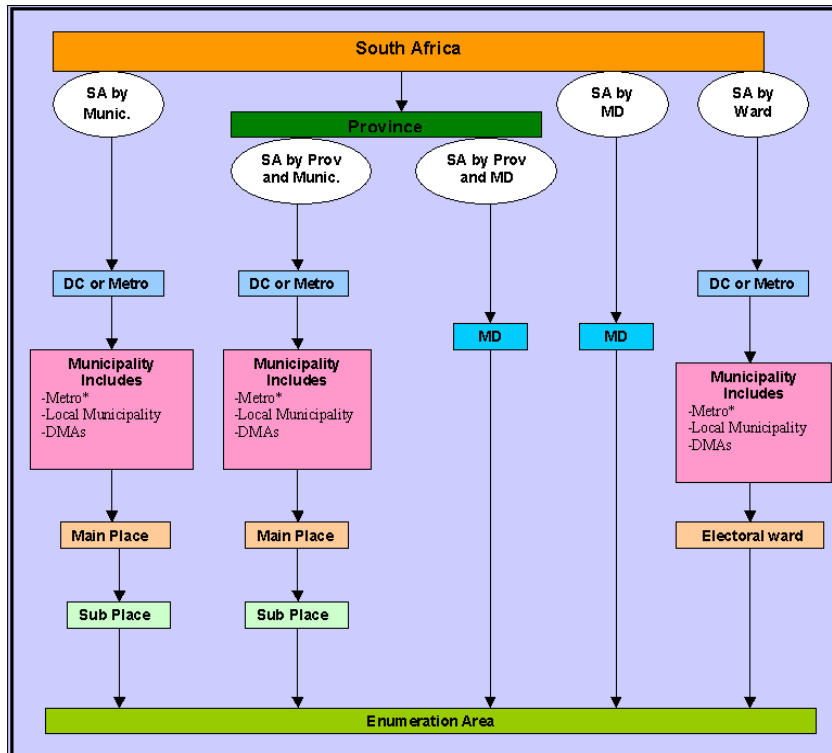 South Africa
SA by
Munic.
SA by
MD
SA by
Ward
Province
SA by Prov
and Munic.
SA by Prov
and MD
DC or Metro
DC or Metro
DC or Metro
MD
MD
Municipality
Includes
-Metro*
-Local Municipality
-DMAs
Municipality
Includes
-Metro*
-Local Municipality
-DMAs
Municipality
Includes
-Metro*
-Local Municipality
-DMAs
Main Place
Main Place
Electoral ward
Sub Place
Sub Place
Enumeration Area